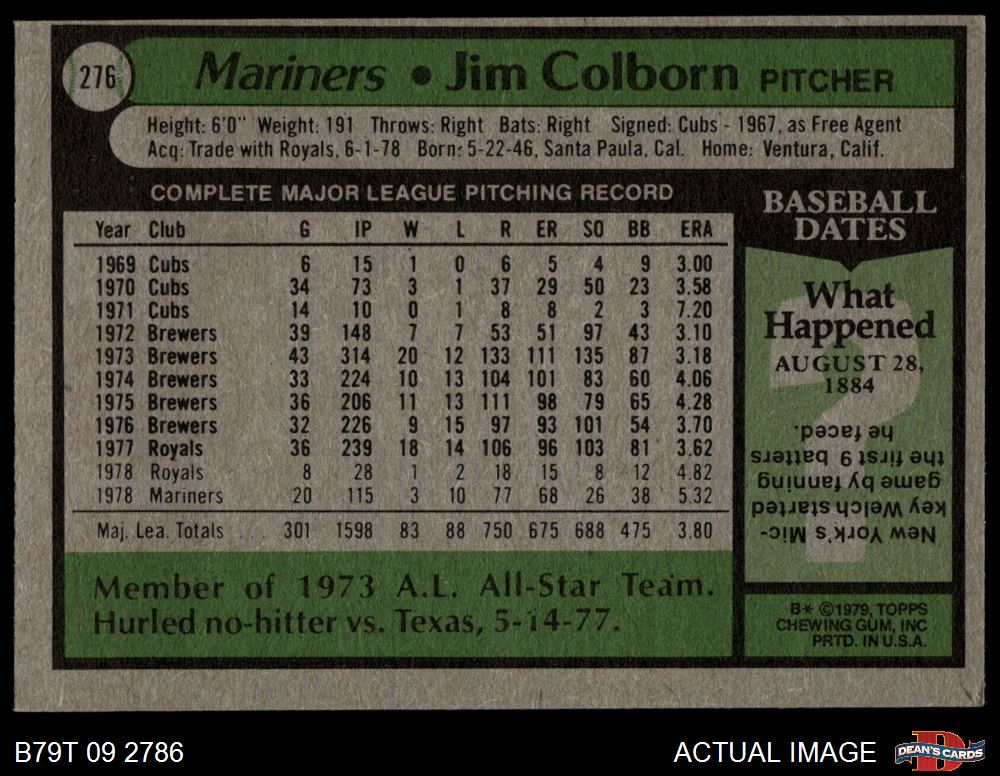 276 Mariners • Jim Colborn PITCHER
Height: 6'0" Weight: 191 Throws: Right Bats: Right Signed: Cubs - 1967, as Free Agent
Acq: Trade with Royals, 6-1-78 Born: 5-22-46, Santa Paula, Cal. Home: Ventura, Calif.
COMPLETE MAJOR LEAGUE PITCHING RECORD
Year Club G IP W L R ER SO BB ERA
1969 Cubs 6 15 1 0 6 5 4 9 3.00
1970 Cubs 34 73 3 1 37 29 50 23 3.58
1971 Cubs 14 10 0 1 8 8 2 3 7.20
1972 Brewers 39 148 7 7 53 51 97 43 3.10
1973 Brewers 43 314 20 12 133 111 135 87 3.18
1974 Brewers 33 224 10 13 104 101 83 60 4.06
1975 Brewers 36 206 11 13 111 98 79 65 4.28
1976 Brewers 32 226 9 15 97 93 101 54 3.70
1977 Royals 36 239 18 14 106 96 103 81 3.62
1978 Royals 8 28 1 2 18 15 8 12 4.82
1978 Mariners 20 115 3 10 77 68 26 38 5.32
Maj. Lea. Totals . . . 301 1598 83 88 750 675 688 475 3.80
Member of 1973 A.L. All-Star Team.
Hurled no-hitter vs. Texas, 5-14-77.
BASEBALL
DATES
?
What
Happened
AUGUST 28,
1884
New York's Mic-
key Welch started
game by fanning
the first 9 batters
he faced.
B* ©1979, TOPPS
CHEWING GUM, INC
PRTD. IN U.S.A.
B79T 09 2786
ACTUAL IMAGE
DEAN'S CARDS